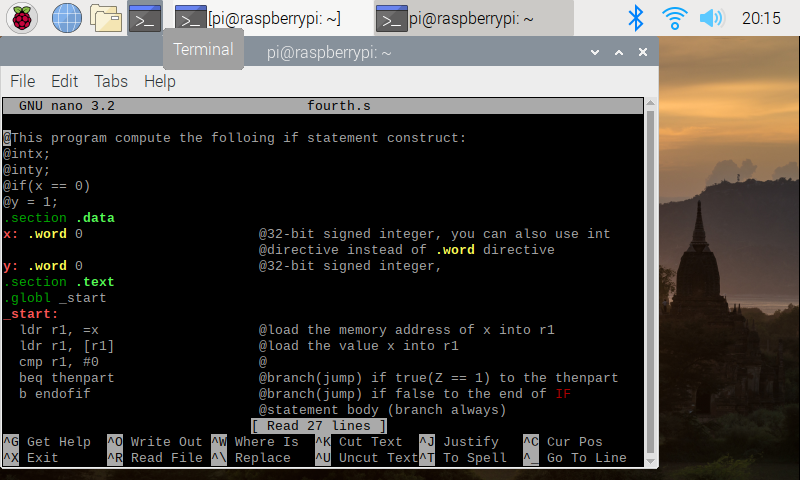 [pi@raspberrypi: ~]
pi@raspberrypi: ~
20:15
Terminal
pi@raspberrypi: ~
File Edit Tabs Help
GNU nano 3.2 fourth.s
@This program compute the folloing if statement construct:
@intx;
@inty;
@if(x == 0)
@y = 1;
.section .data
x: .word 0 @32-bit signed integer, you can also use int
@directive instead of .word directive
y: .word 0 @32-bit signed integer,
.section .text
.globl _start
_start:
ldr r1, =x @load the memory address of x into r1
ldr r1, [r1] @load the value x into r1
cmp r1, #0 @
beq thenpart @branch(jump) if true(Z == 1) to the thenpart
b endofif @branch(jump) if false to the end of IF
@statement body (branch always)
[ Read 27 lines ]
^G Get Help ^O Write Out ^W Where Is ^K Cut Text ^J Justify ^C Cur Pos
^X Exit ^R Read File ^\ Replace ^U Uncut Text ^T To Spell ^_ Go To Line